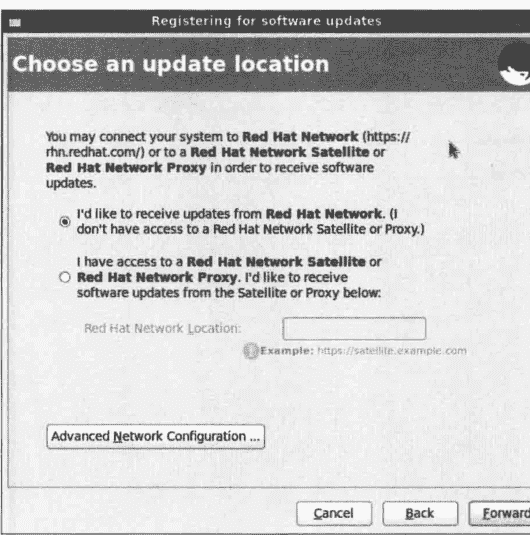 Registering for software updates
Choose an update location
You may connect your system to Red Hat Network (https://
rhn.redhat.com/) or to a Red Hat Network Satellite or
Red Hat Network Proxy in order to receive software
updates.
I'd like to receive updates from Red Hat Network. (I
don't have access to a Red Hat Network Satellite or Proxy.)
I have access to a Red Hat Network Satellite or
Red Hat Network Proxy. I'd like to receive
software updates from the Satellite or Proxy below:
Red Hat Network Location:
Example: https://satellite.example.com
Advanced Network Configuration ...
Cancel Back Forward